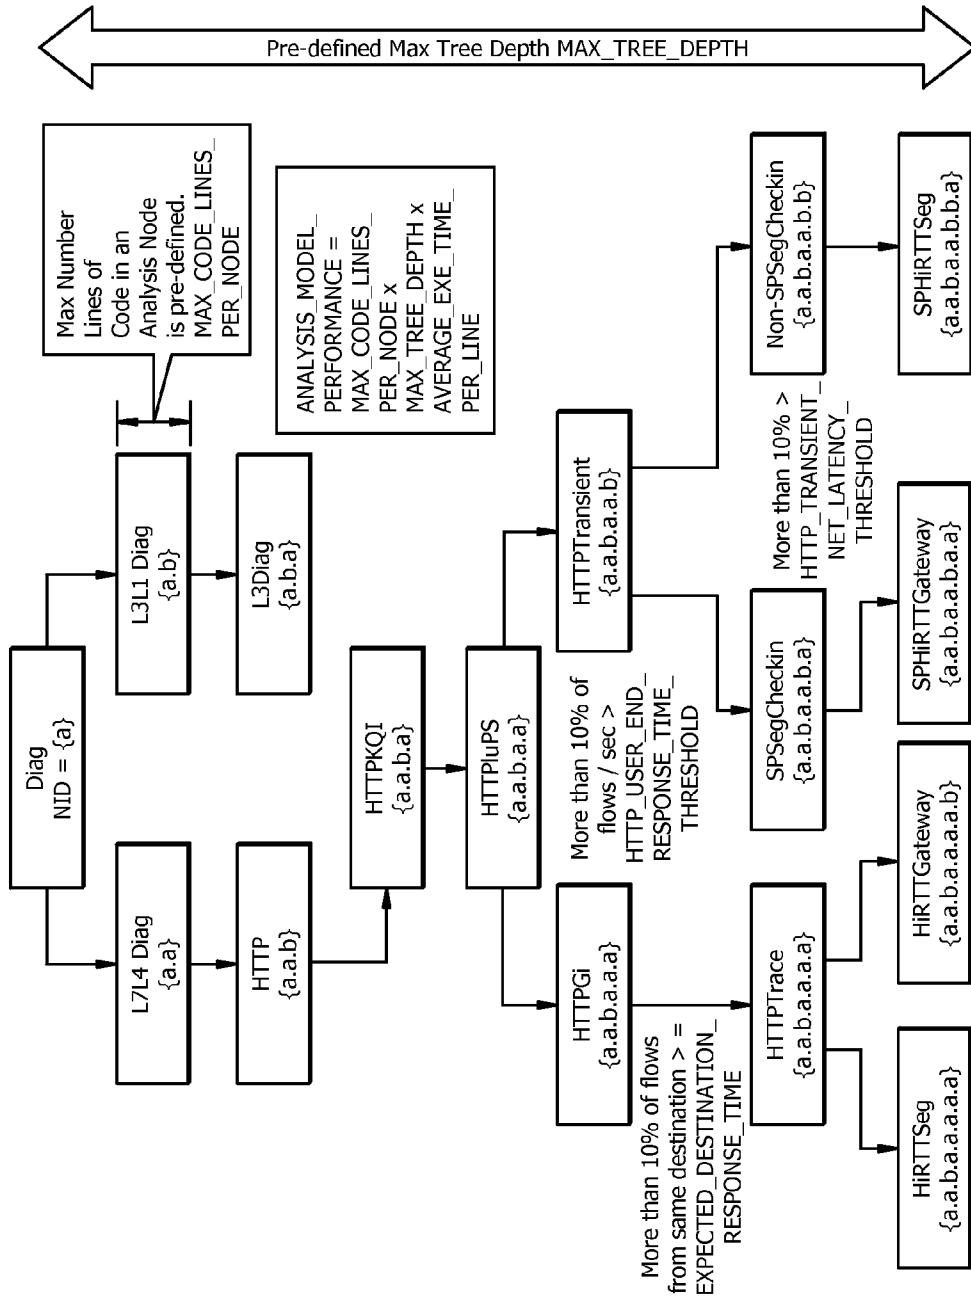 Pre-defined Max Tree Depth MAX_TREE_DEPTH
Diag
NID = {a}
L7L4 Diag
{a.a}
L3L1 Diag
{a.b}
Max Number
Lines of
Code in an
Analysis Node
is pre-defined.
MAX_CODE_LINES_
PER_NODE
HTTP
{a.a.b}
L3Diag
{a.b.a}
ANALYSIS_MODEL_
PERFORMANCE =
MAX_CODE_LINES_
PER_NODE x
MAX_TREE_DEPTH x
AVERAGE_EXE_TIME_
PER_LINE
HTTPKQI
{a.a.b.a}
HTTPluPS
{a.a.b.a.a}
HTTPGi
{a.a.b.a.a.a}
More than 10% of
flows / sec >
HTTP_USER_END_
RESPONSE_TIME_
THRESHOLD
HTTPTransient
{a.a.b.a.a.b}
More than 10% of flows
from same destination > =
EXPECTED_DESTINATION_
RESPONSE_TIME
HTTPTrace
{a.a.b.a.a.a.a}
SPSegCheckin
{a.a.b.a.a.b.a}
More than 10% >
HTTP_TRANSIENT_
NET_LATENCY_
THRESHOLD
Non-SPSegCheckin
{a.a.b.a.a.b.b}
HiRTTSeg
{a.a.b.a.a.a.a.a}
HiRTTGateway
{a.a.b.a.a.a.a.b}
SPHiRTTGateway
{a.a.b.a.a.b.a.a}
SPHiRTTSeg
{a.a.b.a.a.b.b.a}